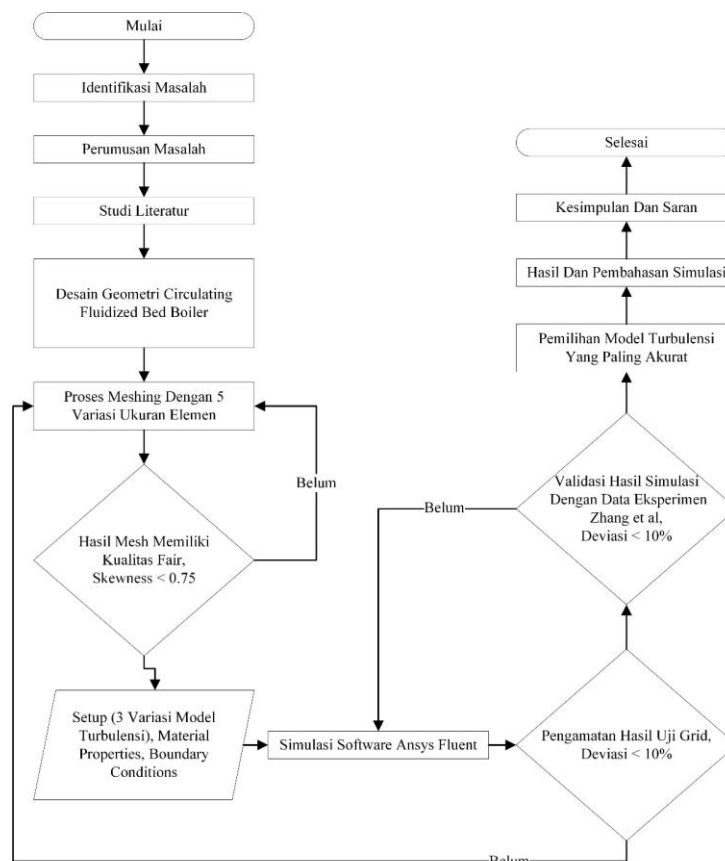 Mulai
Identifikasi Masalah
Perumusan Masalah
Studi Literatur
Desain Geometri Circulating
Fluidized Bed Boiler
Proses Meshing Dengan 5
Variasi Ukuran Elemen
Belum
Hasil Mesh Memiliki
Kualitas Fair,
Skewness < 0.75
Setup (3 Variasi Model
Turbulensi), Material
Properties, Boundary
Conditions
Simulasi Software Ansys Fluent
Pengamatan Hasil Uji Grid,
Deviasi < 10%
Belum
Validasi Hasil Simulasi
Dengan Data Eksperimen
Zhang et al,
Deviasi < 10%
Belum
Pemilihan Model Turbulensi
Yang Paling Akurat
Hasil Dan Pembahasan Simulasi
Kesimpulan Dan Saran
Selesai